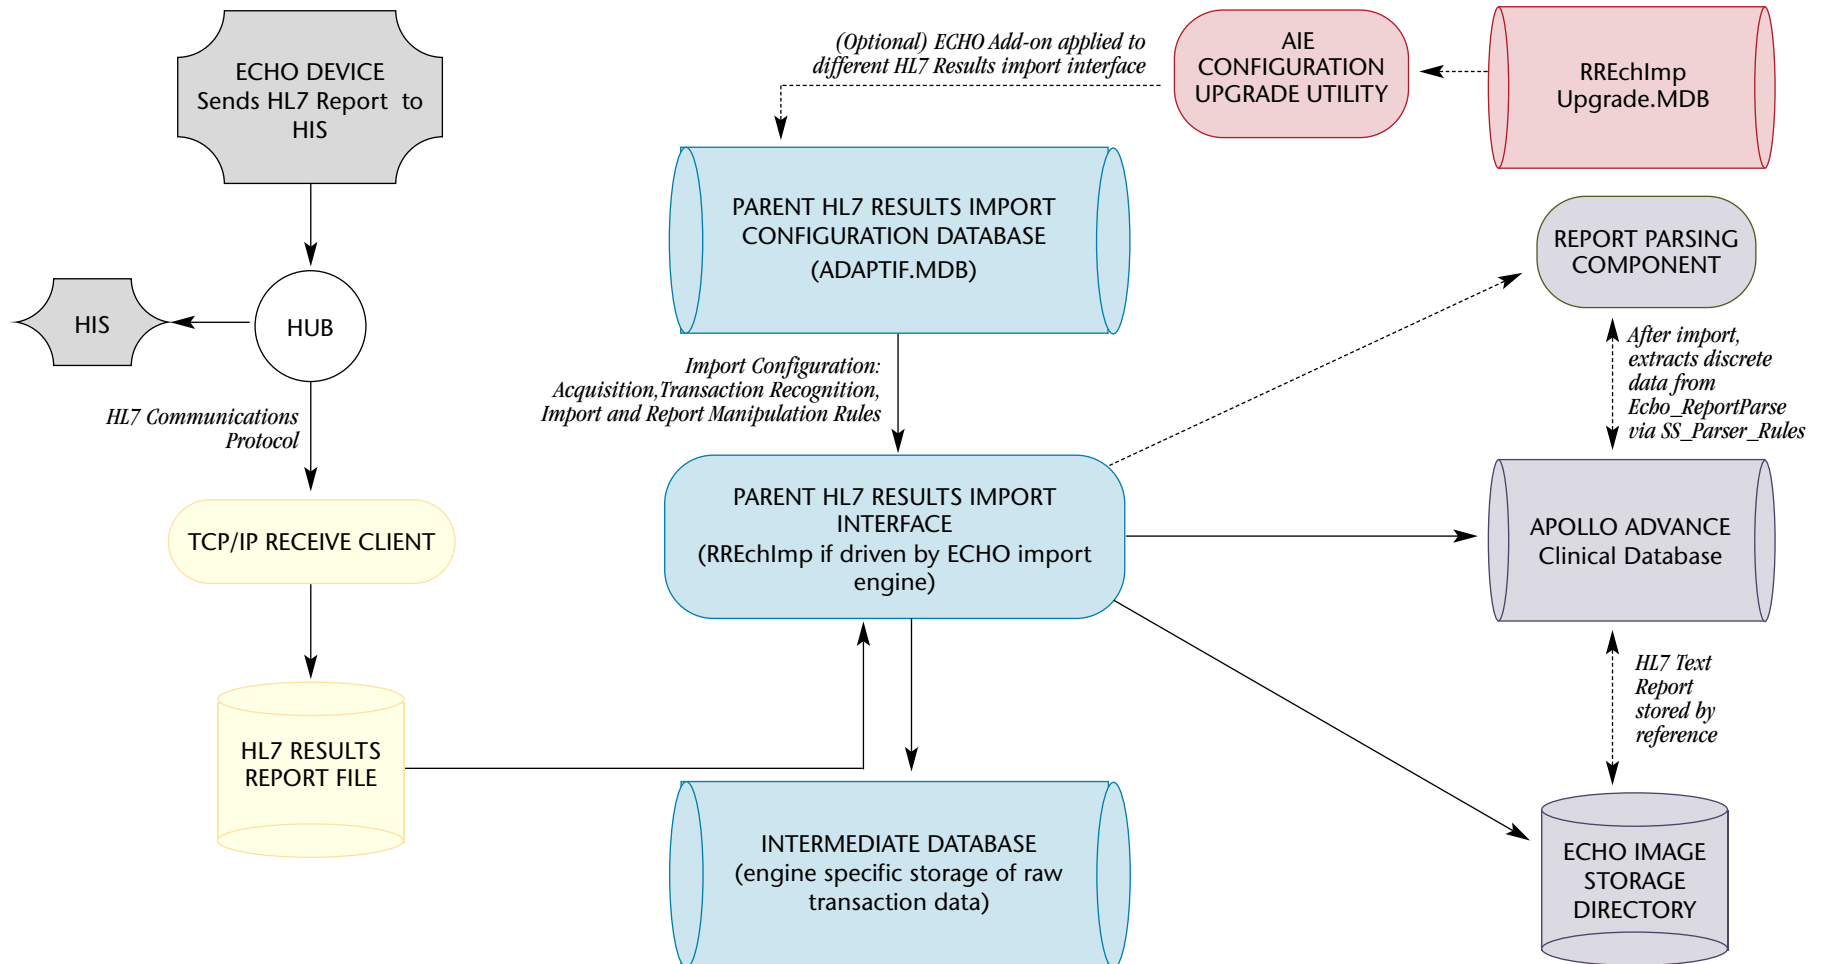 ECHO DEVICE
Sends HL7 Report to
HIS
HIS
HUB
HL7 Communications
Protocol
TCP/IP RECEIVE CLIENT
HL7 RESULTS
REPORT FILE
(Optional) ECHO Add-on applied to
different HL7 Results import interface
AIE
CONFIGURATION
UPGRADE UTILITY
RREchImp
Upgrade.MDB
PARENT HL7 RESULTS IMPORT
CONFIGURATION DATABASE
(ADAPTIF.MDB)
Import Configuration:
Acquisition,Transaction Recognition,
Import and Report Manipulation Rules
PARENT HL7 RESULTS IMPORT
INTERFACE
(RREchImp if driven by ECHO import
engine)
INTERMEDIATE DATABASE
(engine specific storage of raw
transaction data)
REPORT PARSING
COMPONENT
After import,
extracts discrete
data from
Echo_ReportParse
via SS_Parser_Rules
APOLLO ADVANCE
Clinical Database
HL7 Text
Report
stored by
reference
ECHO IMAGE
STORAGE
DIRECTORY